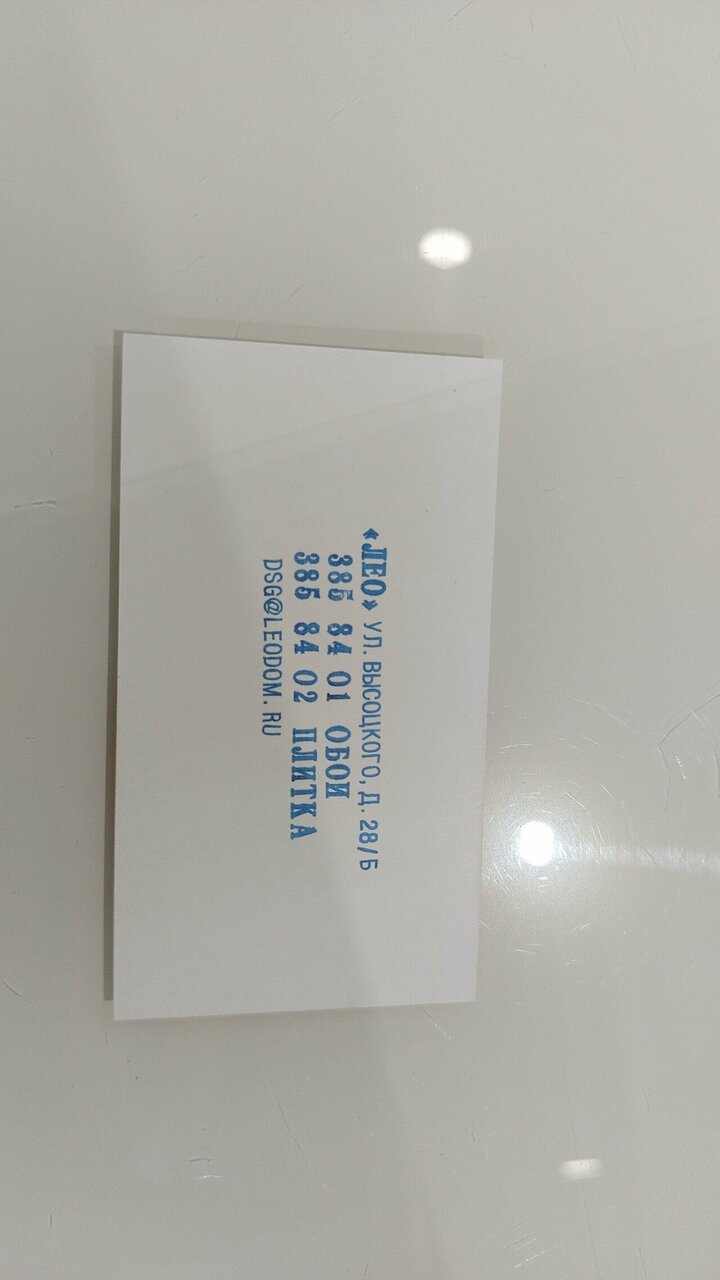 «ЛЕО» УЛ. ВЫСОЦКОГО, Д. 28/Б
385 84 01 ОБОИ
385 84 02 ПЛИТКА
DSG@LEODOM.RU